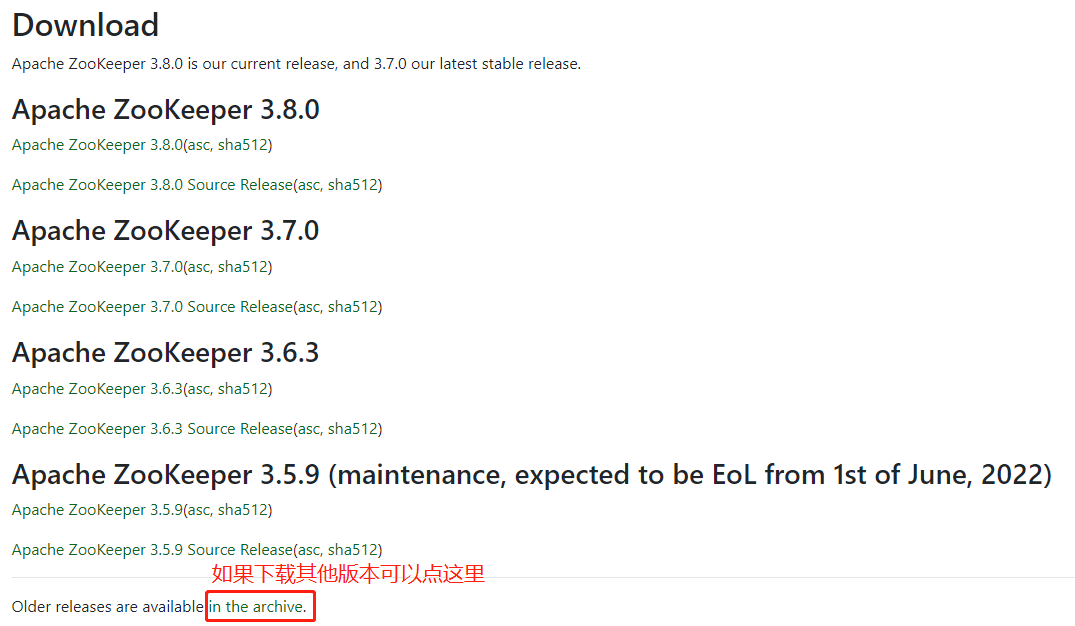 Download
Apache ZooKeeper 3.8.0 is our current release, and 3.7.0 our latest stable release.
Apache ZooKeeper 3.8.0
Apache ZooKeeper 3.8.0(asc, sha512)
Apache ZooKeeper 3.8.0 Source Release(asc, sha512)
Apache ZooKeeper 3.7.0
Apache ZooKeeper 3.7.0(asc, sha512)
Apache ZooKeeper 3.7.0 Source Release(asc, sha512)
Apache ZooKeeper 3.6.3
Apache ZooKeeper 3.6.3(asc, sha512)
Apache ZooKeeper 3.6.3 Source Release(asc, sha512)
Apache ZooKeeper 3.5.9 (maintenance, expected to be EoL from 1st of June, 2022)
Apache ZooKeeper 3.5.9(asc, sha512)
Apache ZooKeeper 3.5.9 Source Release(asc, sha512)
如果下载其他版本可以点这里
Older releases are available in the archive.